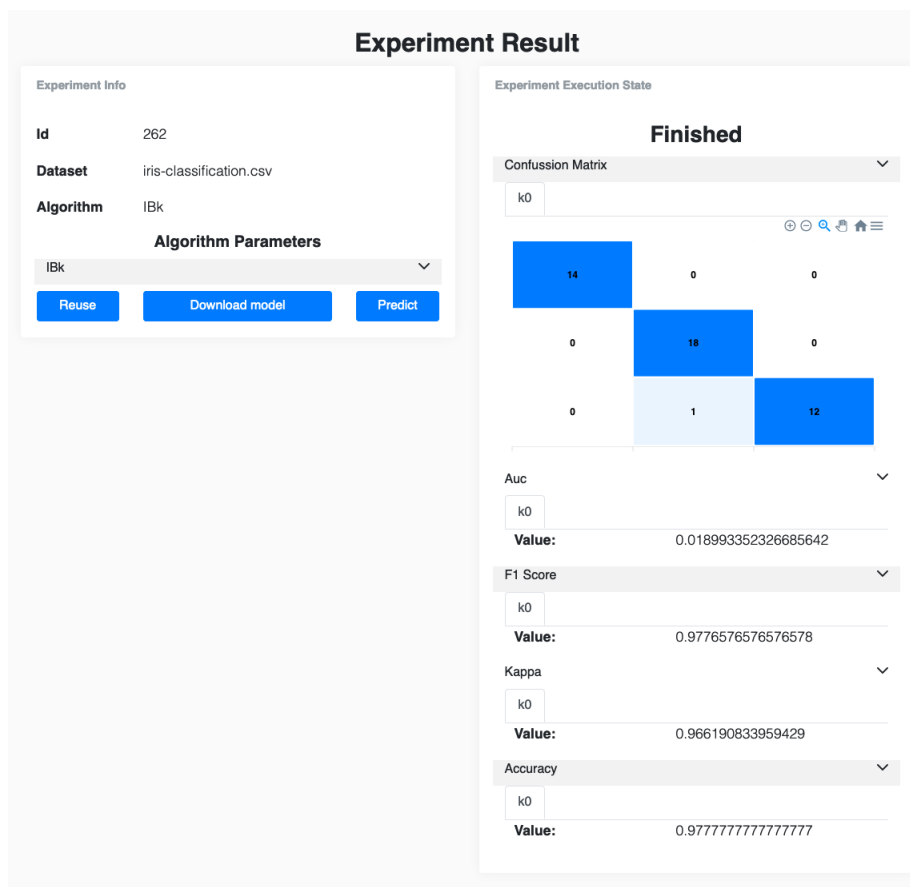 Experiment Result
Experiment Info
Id 262
Dataset iris-classification.csv
Algorithm IBk
Algorithm Parameters
IBk
Reuse Download model Predict
Experiment Execution State
Finished
Confussion Matrix
k0
14 0 0
0 18 0
0 1 12
Auc
k0
Value: 0.018993352326685642
F1 Score
k0
Value: 0.9776576576576578
Kappa
k0
Value: 0.966190833959429
Accuracy
k0
Value: 0.9777777777777777